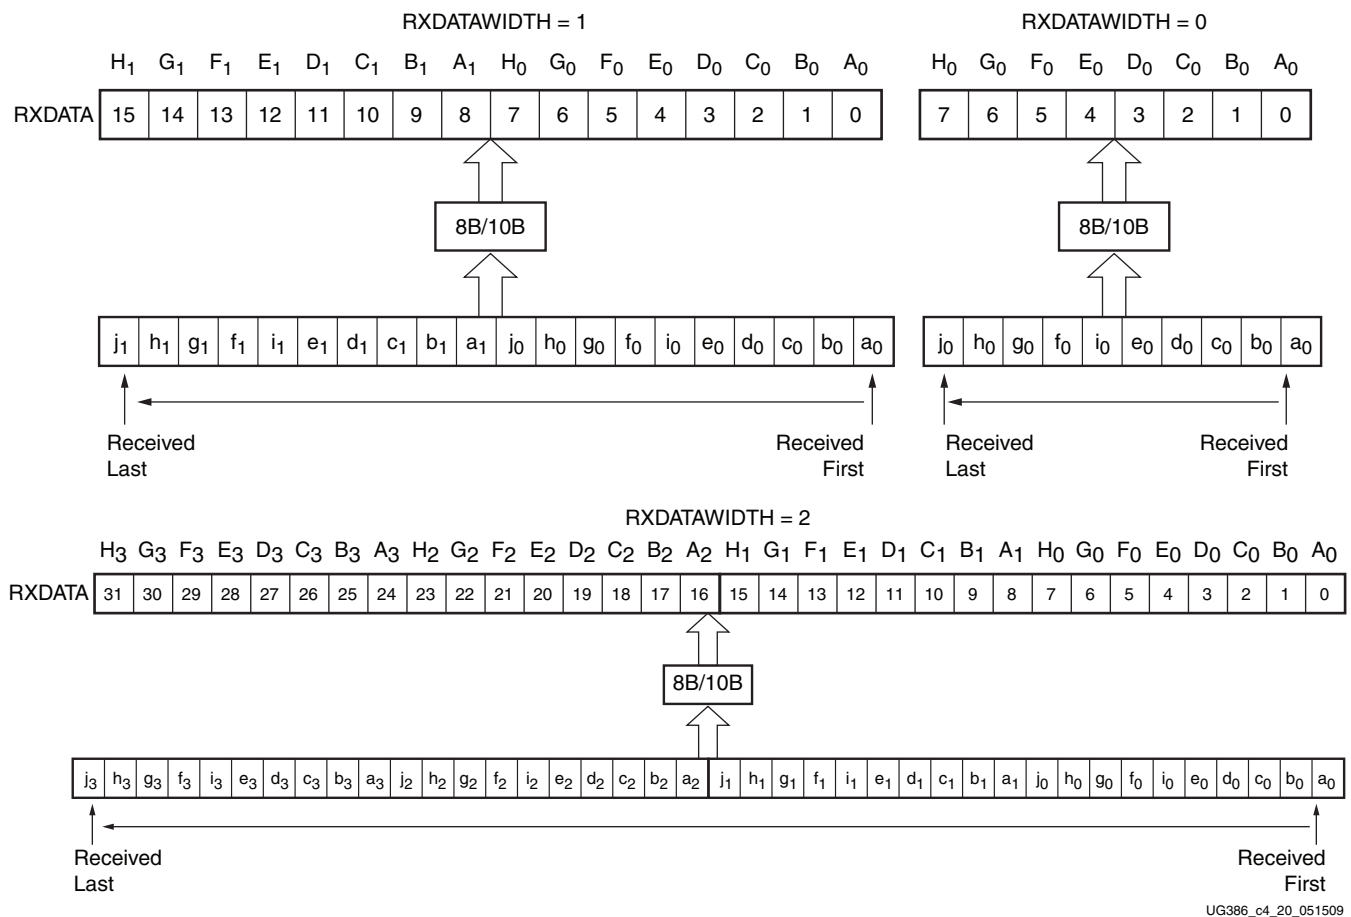 RXDATAWIDTH = 1 RXDATAWIDTH = 0
H1 G1 F1 E1 D1 C1 B1 A1 H0 G0 F0 E0 D0 C0 B0 A0 H0 G0 F0 E0 D0 C0 B0 A0
RXDATA 15 14 13 12 11 10 9 8 7 6 5 4 3 2 1 0 7 6 5 4 3 2 1 0
8B/10B 8B/10B
j1 h1 g1 f1 i1 e1 d1 c1 b1 a1 j0 h0 g0 f0 i0 e0 d0 c0 b0 a0 j0 h0 g0 f0 i0 e0 d0 c0 b0 a0
Received Received Received Received
Last First Last First
RXDATAWIDTH = 2
H3 G3 F3 E3 D3 C3 B3 A3 H2 G2 F2 E2 D2 C2 B2 A2 H1 G1 F1 E1 D1 C1 B1 A1 H0 G0 F0 E0 D0 C0 B0 A0
RXDATA 31 30 29 28 27 26 25 24 23 22 21 20 19 18 17 16 15 14 13 12 11 10 9 8 7 6 5 4 3 2 1 0
8B/10B
j3 h3 g3 f3 i3 e3 d3 c3 b3 a3 j2 h2 g2 f2 i2 e2 d2 c2 b2 a2 j1 h1 g1 f1 i1 e1 d1 c1 b1 a1 j0 h0 g0 f0 i0 e0 d0 c0 b0 a0
Received Received
Last First
UG386_c4_20_051509